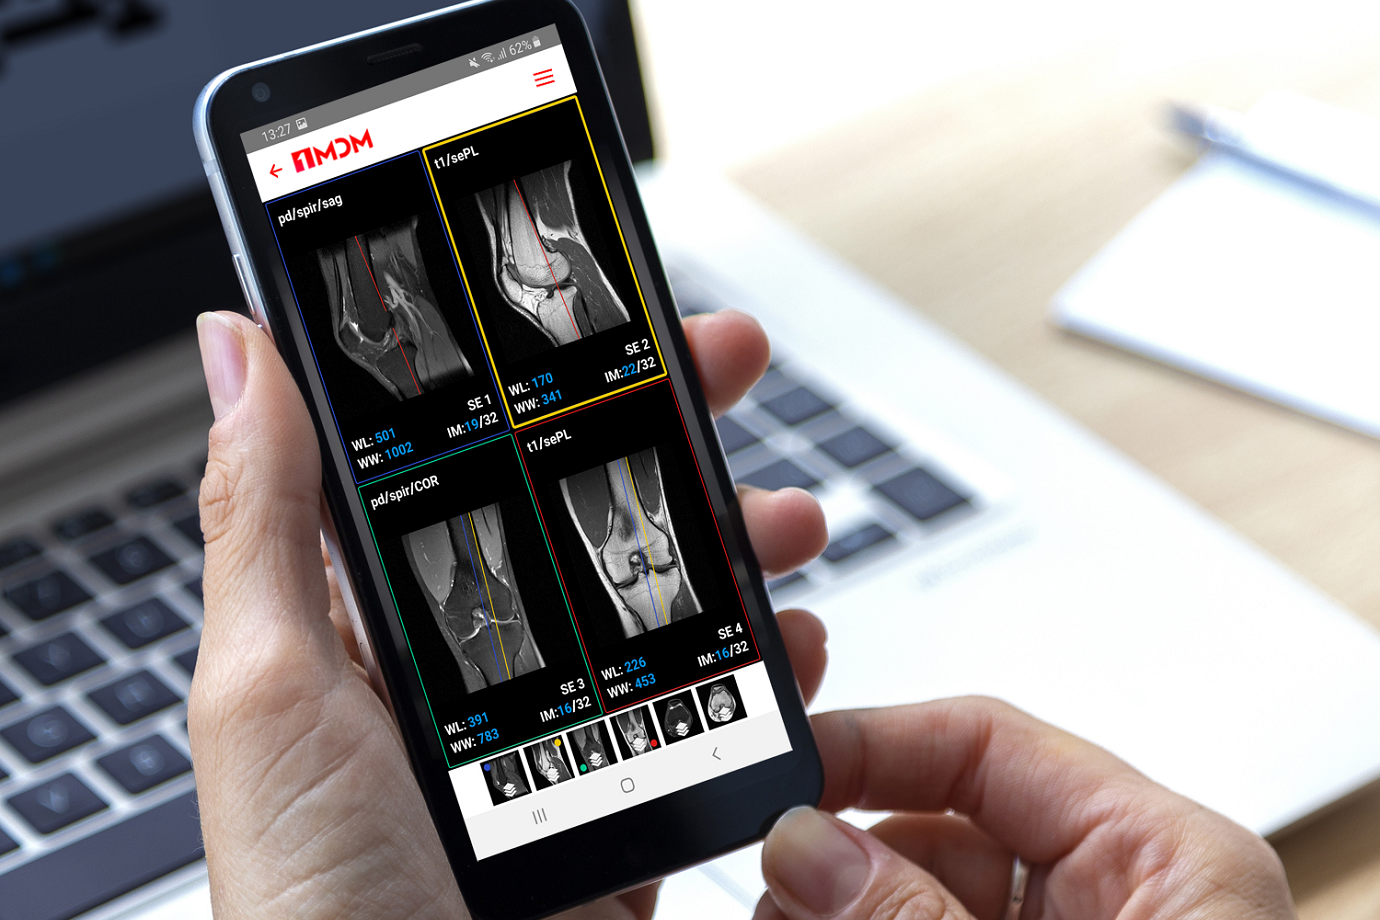 13:27
62%
1MDM
pd/spir/sag
WL: 501
WW: 1002
SE 1
IM:19/32
t1/sePL
WL: 170
WW: 341
SE 2
IM:22/32
pd/spir/COR
WL: 391
WW: 783
SE 3
IM:16/32
t1/sePL
WL: 226
WW: 453
SE 4
IM:16/32